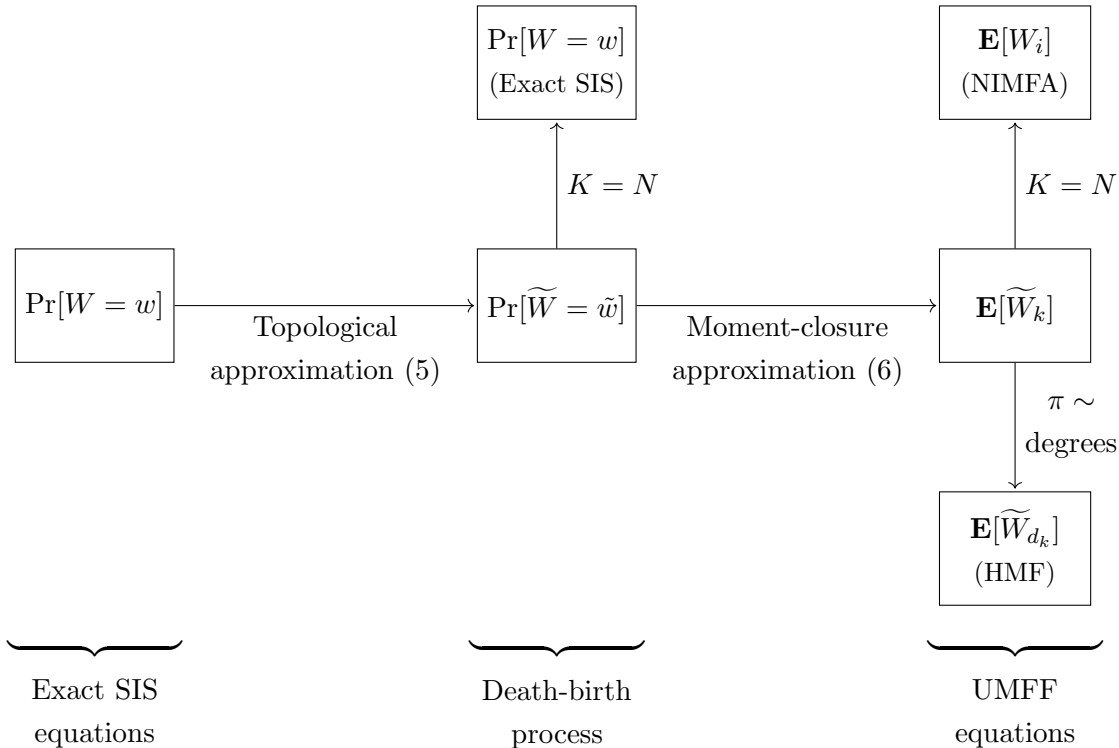 Pr[W = w]
(Exact SIS)
E[W_i]
(NIMFA)
K = N
K = N
Pr[W = w]
Topological
approximation (5)
Pr[W̃ = w̃]
Moment-closure
approximation (6)
E[W̃_k]
π ∼
degrees
E[W̃_{d_k}]
(HMF)
Exact SIS
equations
Death-birth
process
UMFF
equations